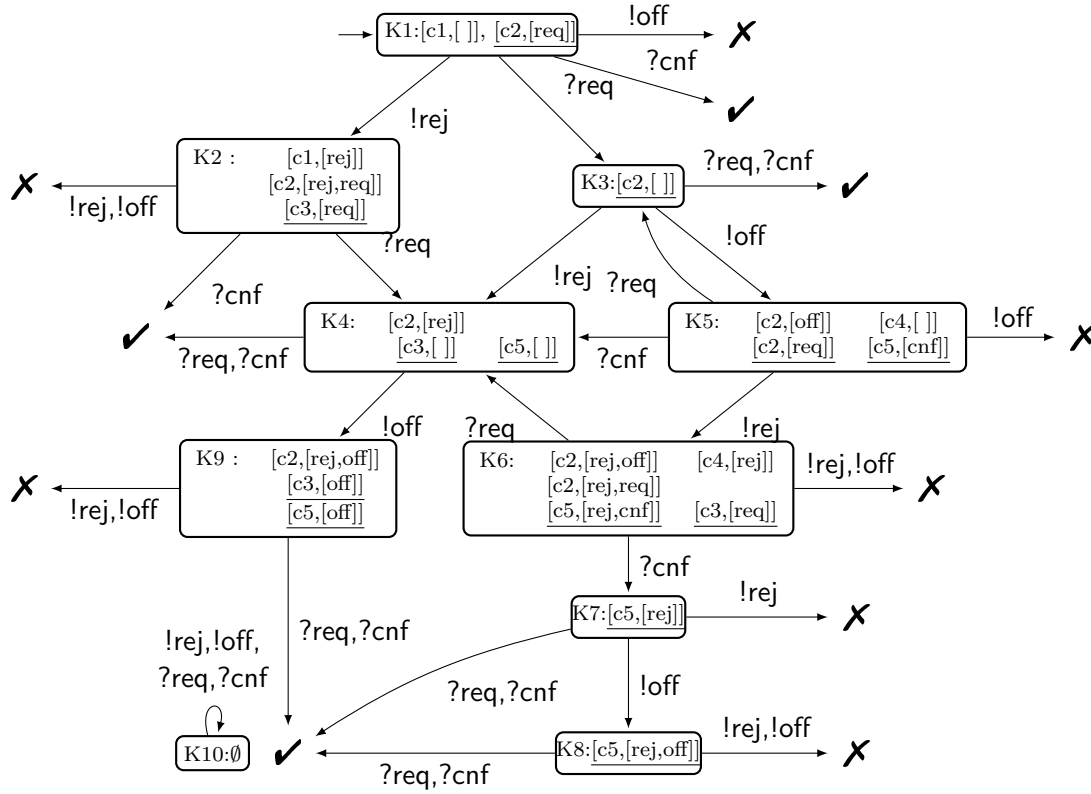 K1:[c1,[ ]], [c2,[req]]
!off
✗
?cnf
?req
✓
!rej
K2 : [c1,[rej]]
[c2,[rej,req]]
[c3,[req]]
✗
!rej,!off
K3:[c2,[ ]]
?req,?cnf
✓
?req
!off
!rej
?req
?cnf
✓
?req,?cnf
K4: [c2,[rej]]
[c3,[ ]] [c5,[ ]]
?cnf
K5: [c2,[off]] [c4,[ ]]
[c2,[req]] [c5,[cnf]]
!off
✗
!off
?req
!rej
K9 : [c2,[rej,off]]
[c3,[off]]
[c5,[off]]
✗
!rej,!off
K6: [c2,[rej,off]] [c4,[rej]]
[c2,[rej,req]]
[c5,[rej,cnf]] [c3,[req]]
!rej,!off
✗
?cnf
K7:[c5,[rej]]
!rej
✗
!rej,!off,
?req,?cnf
?req,?cnf
?req,?cnf
!off
K10:∅
✓
?req,?cnf
K8:[c5,[rej,off]]
!rej,!off
✗